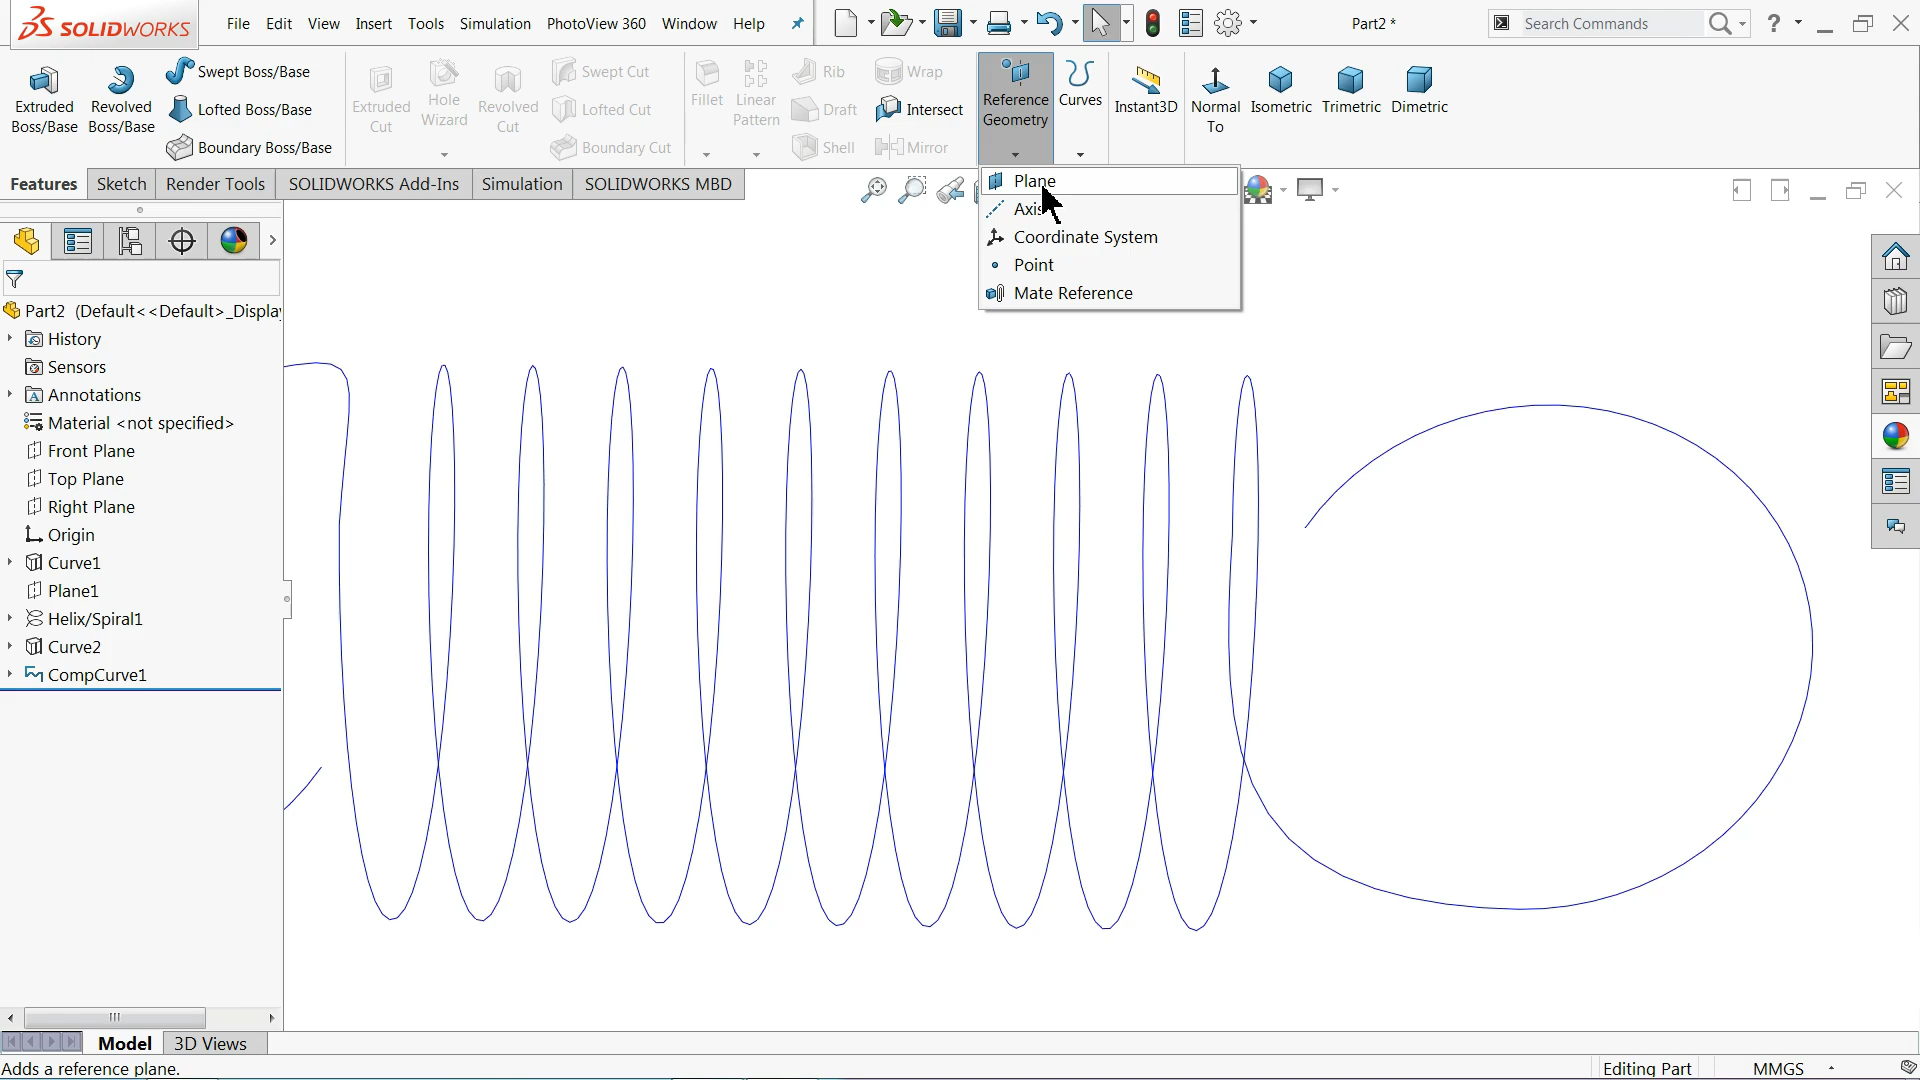 SOLIDWORKS
File Edit View Insert Tools Simulation PhotoView 360 Window Help
Part2 *
Search Commands
?
Extruded Boss/Base
Revolved Boss/Base
Swept Boss/Base
Lofted Boss/Base
Boundary Boss/Base
Extruded Cut
Hole Wizard
Revolved Cut
Swept Cut
Lofted Cut
Boundary Cut
Fillet
Linear Pattern
Rib
Draft
Shell
Wrap
Intersect
Mirror
Reference Geometry
Curves
Instant3D
Normal To
Isometric
Trimetric
Dimetric
Features Sketch Render Tools SOLIDWORKS Add-Ins Simulation SOLIDWORKS MBD
Plane
Axis
Coordinate System
Point
Mate Reference
Part2 (Default<<Default>_Displa
History
Sensors
Annotations
Material <not specified>
Front Plane
Top Plane
Right Plane
Origin
Curve1
Plane1
Helix/Spiral1
Curve2
CompCurve1
Model 3D Views
Adds a reference plane.
Editing Part
MMGS